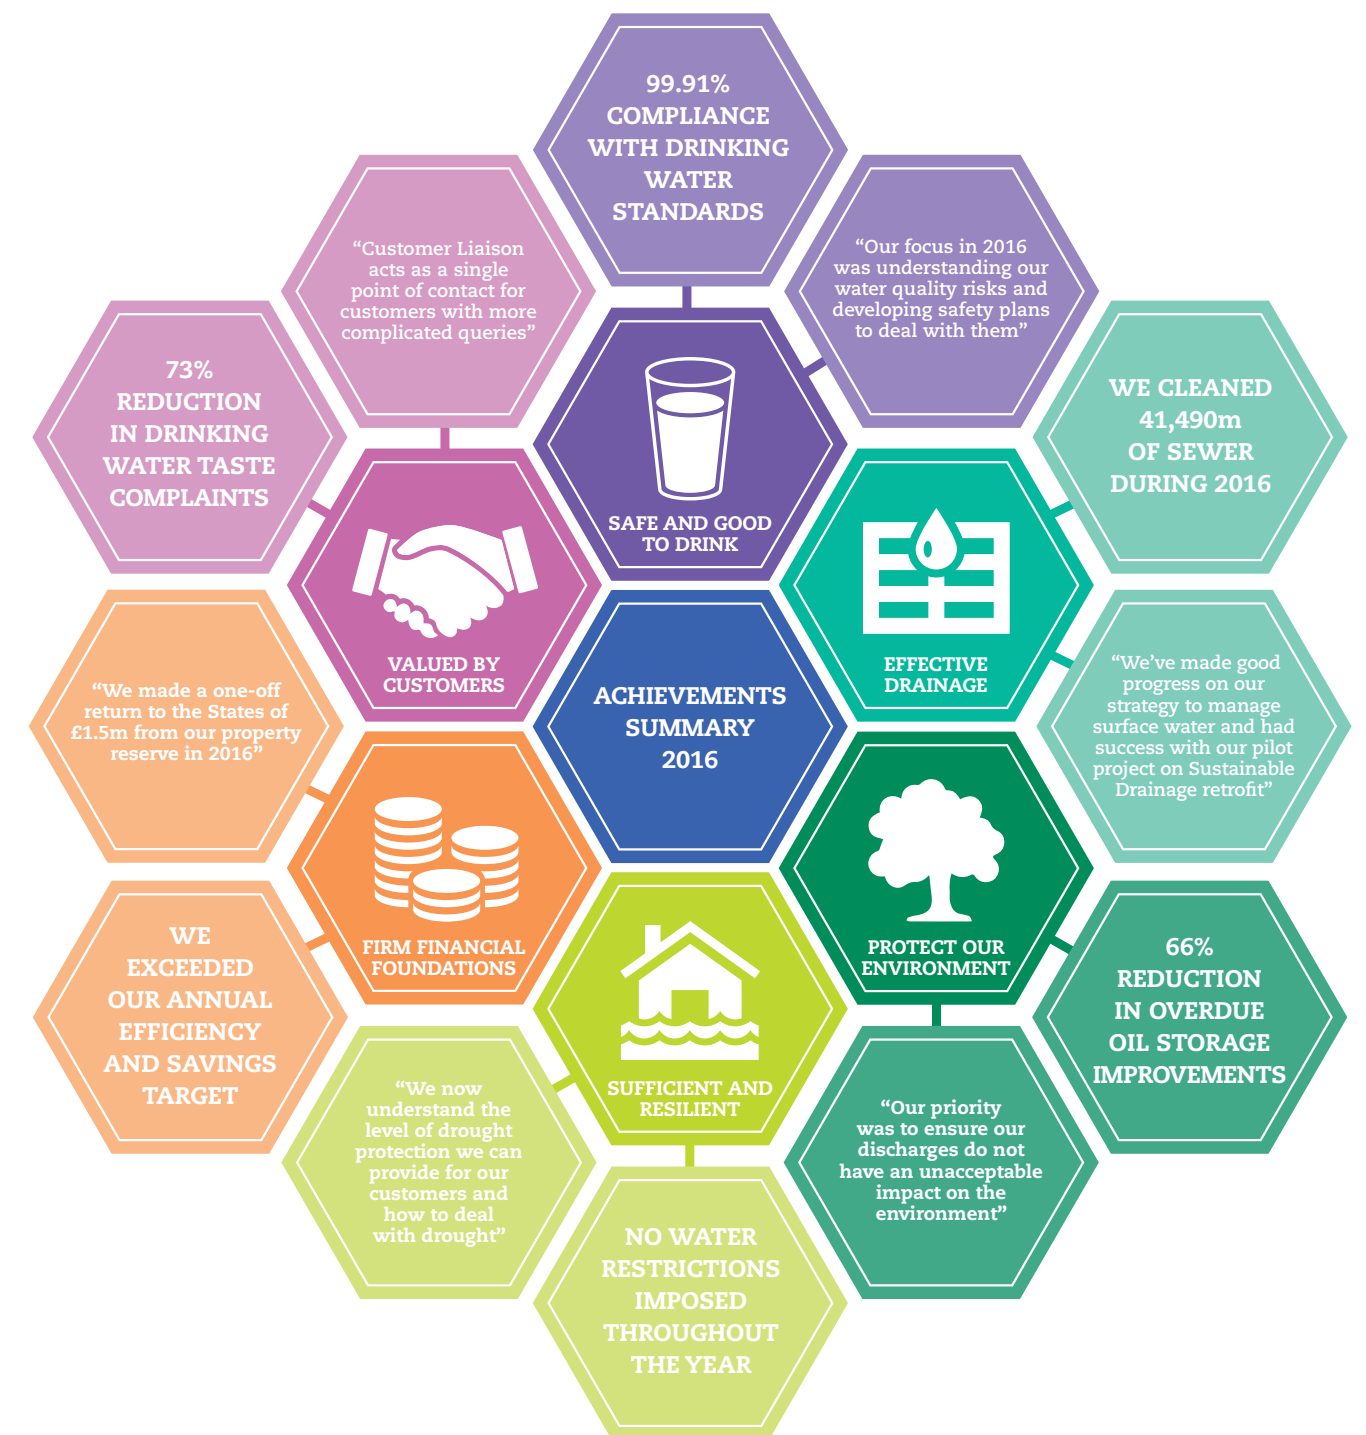 99.91%
COMPLIANCE
WITH DRINKING
WATER
STANDARDS
“Customer Liaison
acts as a single
point of contact for
customers with more
complicated queries”
“Our focus in 2016
was understanding our
water quality risks and
developing safety plans
to deal with them”
73%
REDUCTION
IN DRINKING
WATER TASTE
COMPLAINTS
SAFE AND GOOD
TO DRINK
WE CLEANED
41,490m
OF SEWER
DURING 2016
VALUED BY
CUSTOMERS
EFFECTIVE
DRAINAGE
“We made a one-off
return to the States of
£1.5m from our property
reserve in 2016”
ACHIEVEMENTS
SUMMARY
2016
“We’ve made good
progress on our
strategy to manage
surface water and had
success with our pilot
project on Sustainable
Drainage retrofit”
FIRM FINANCIAL
FOUNDATIONS
PROTECT OUR
ENVIRONMENT
WE
EXCEEDED
OUR ANNUAL
EFFICIENCY
AND SAVINGS
TARGET
SUFFICIENT AND
RESILIENT
66%
REDUCTION
IN OVERDUE
OIL STORAGE
IMPROVEMENTS
“We now
understand the
level of drought
protection we can
provide for our
customers and
how to deal
with drought”
“Our priority
was to ensure our
discharges do not
have an unacceptable
impact on the
environment”
NO WATER
RESTRICTIONS
IMPOSED
THROUGHOUT
THE YEAR